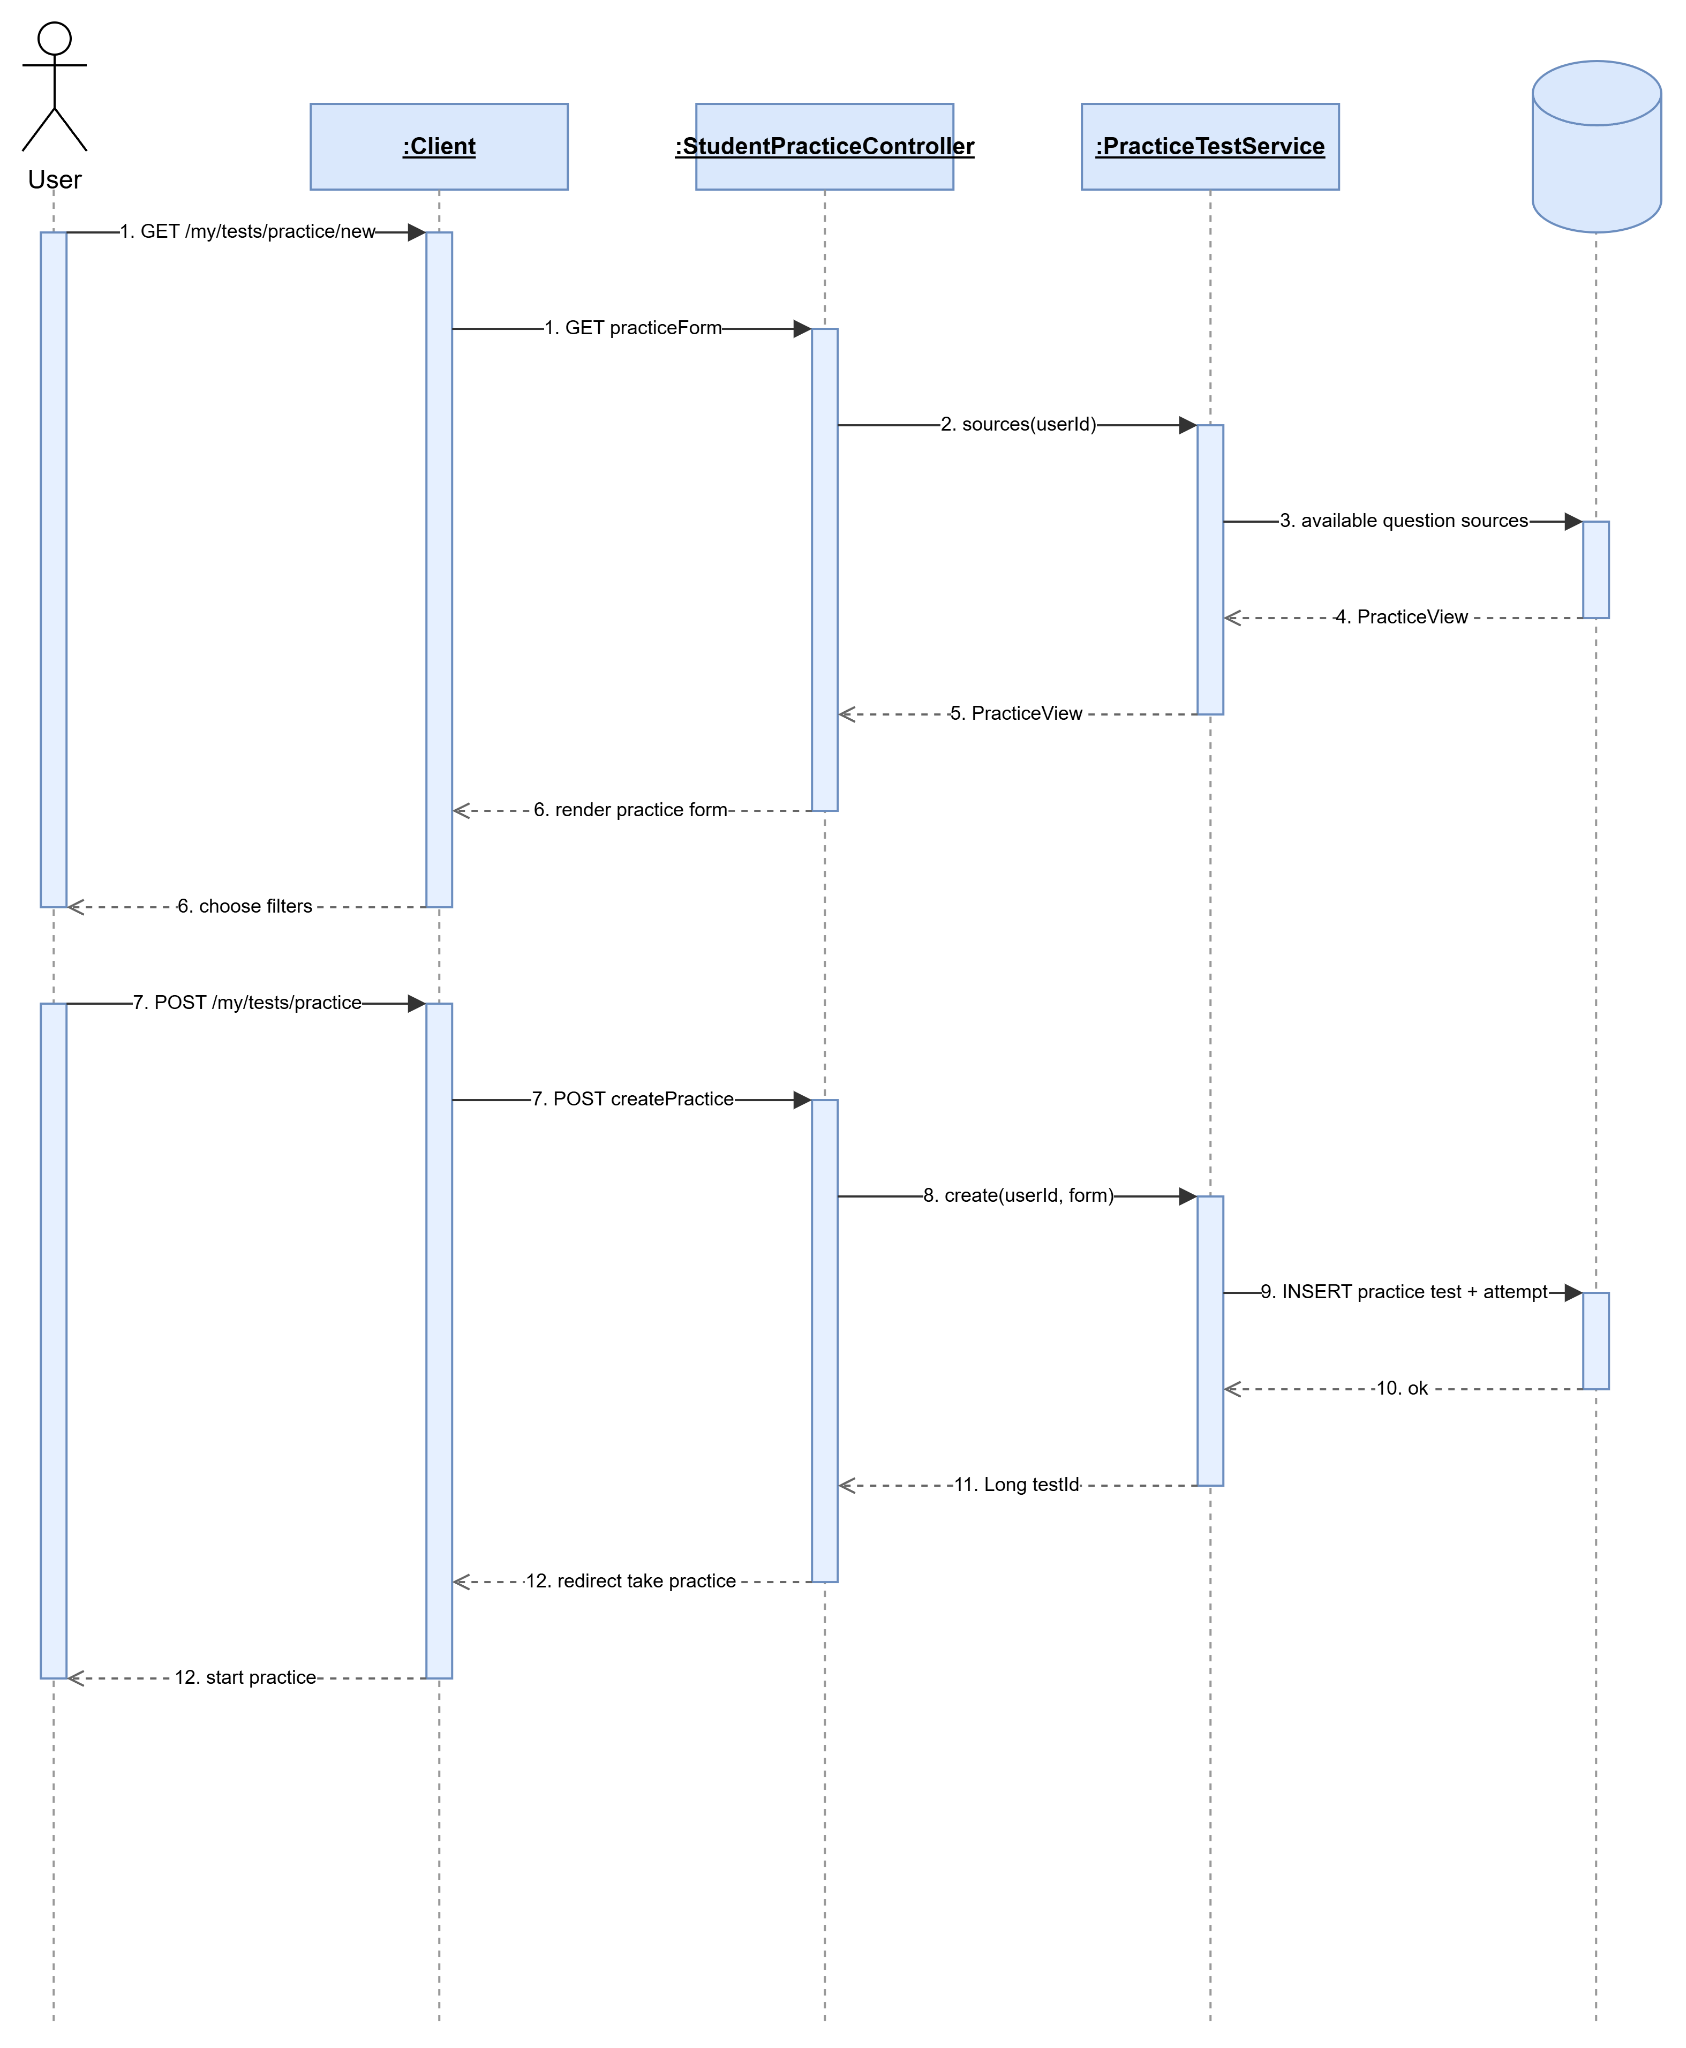 User
:Client
:StudentPracticeController
:PracticeTestService
1. GET /my/tests/practice/new
1. GET practiceForm
2. sources(userId)
3. available question sources
4. PracticeView
5. PracticeView
6. render practice form
6. choose filters
7. POST /my/tests/practice
7. POST createPractice
8. create(userId, form)
9. INSERT practice test + attempt
10. ok
11. Long testId
12. redirect take practice
12. start practice